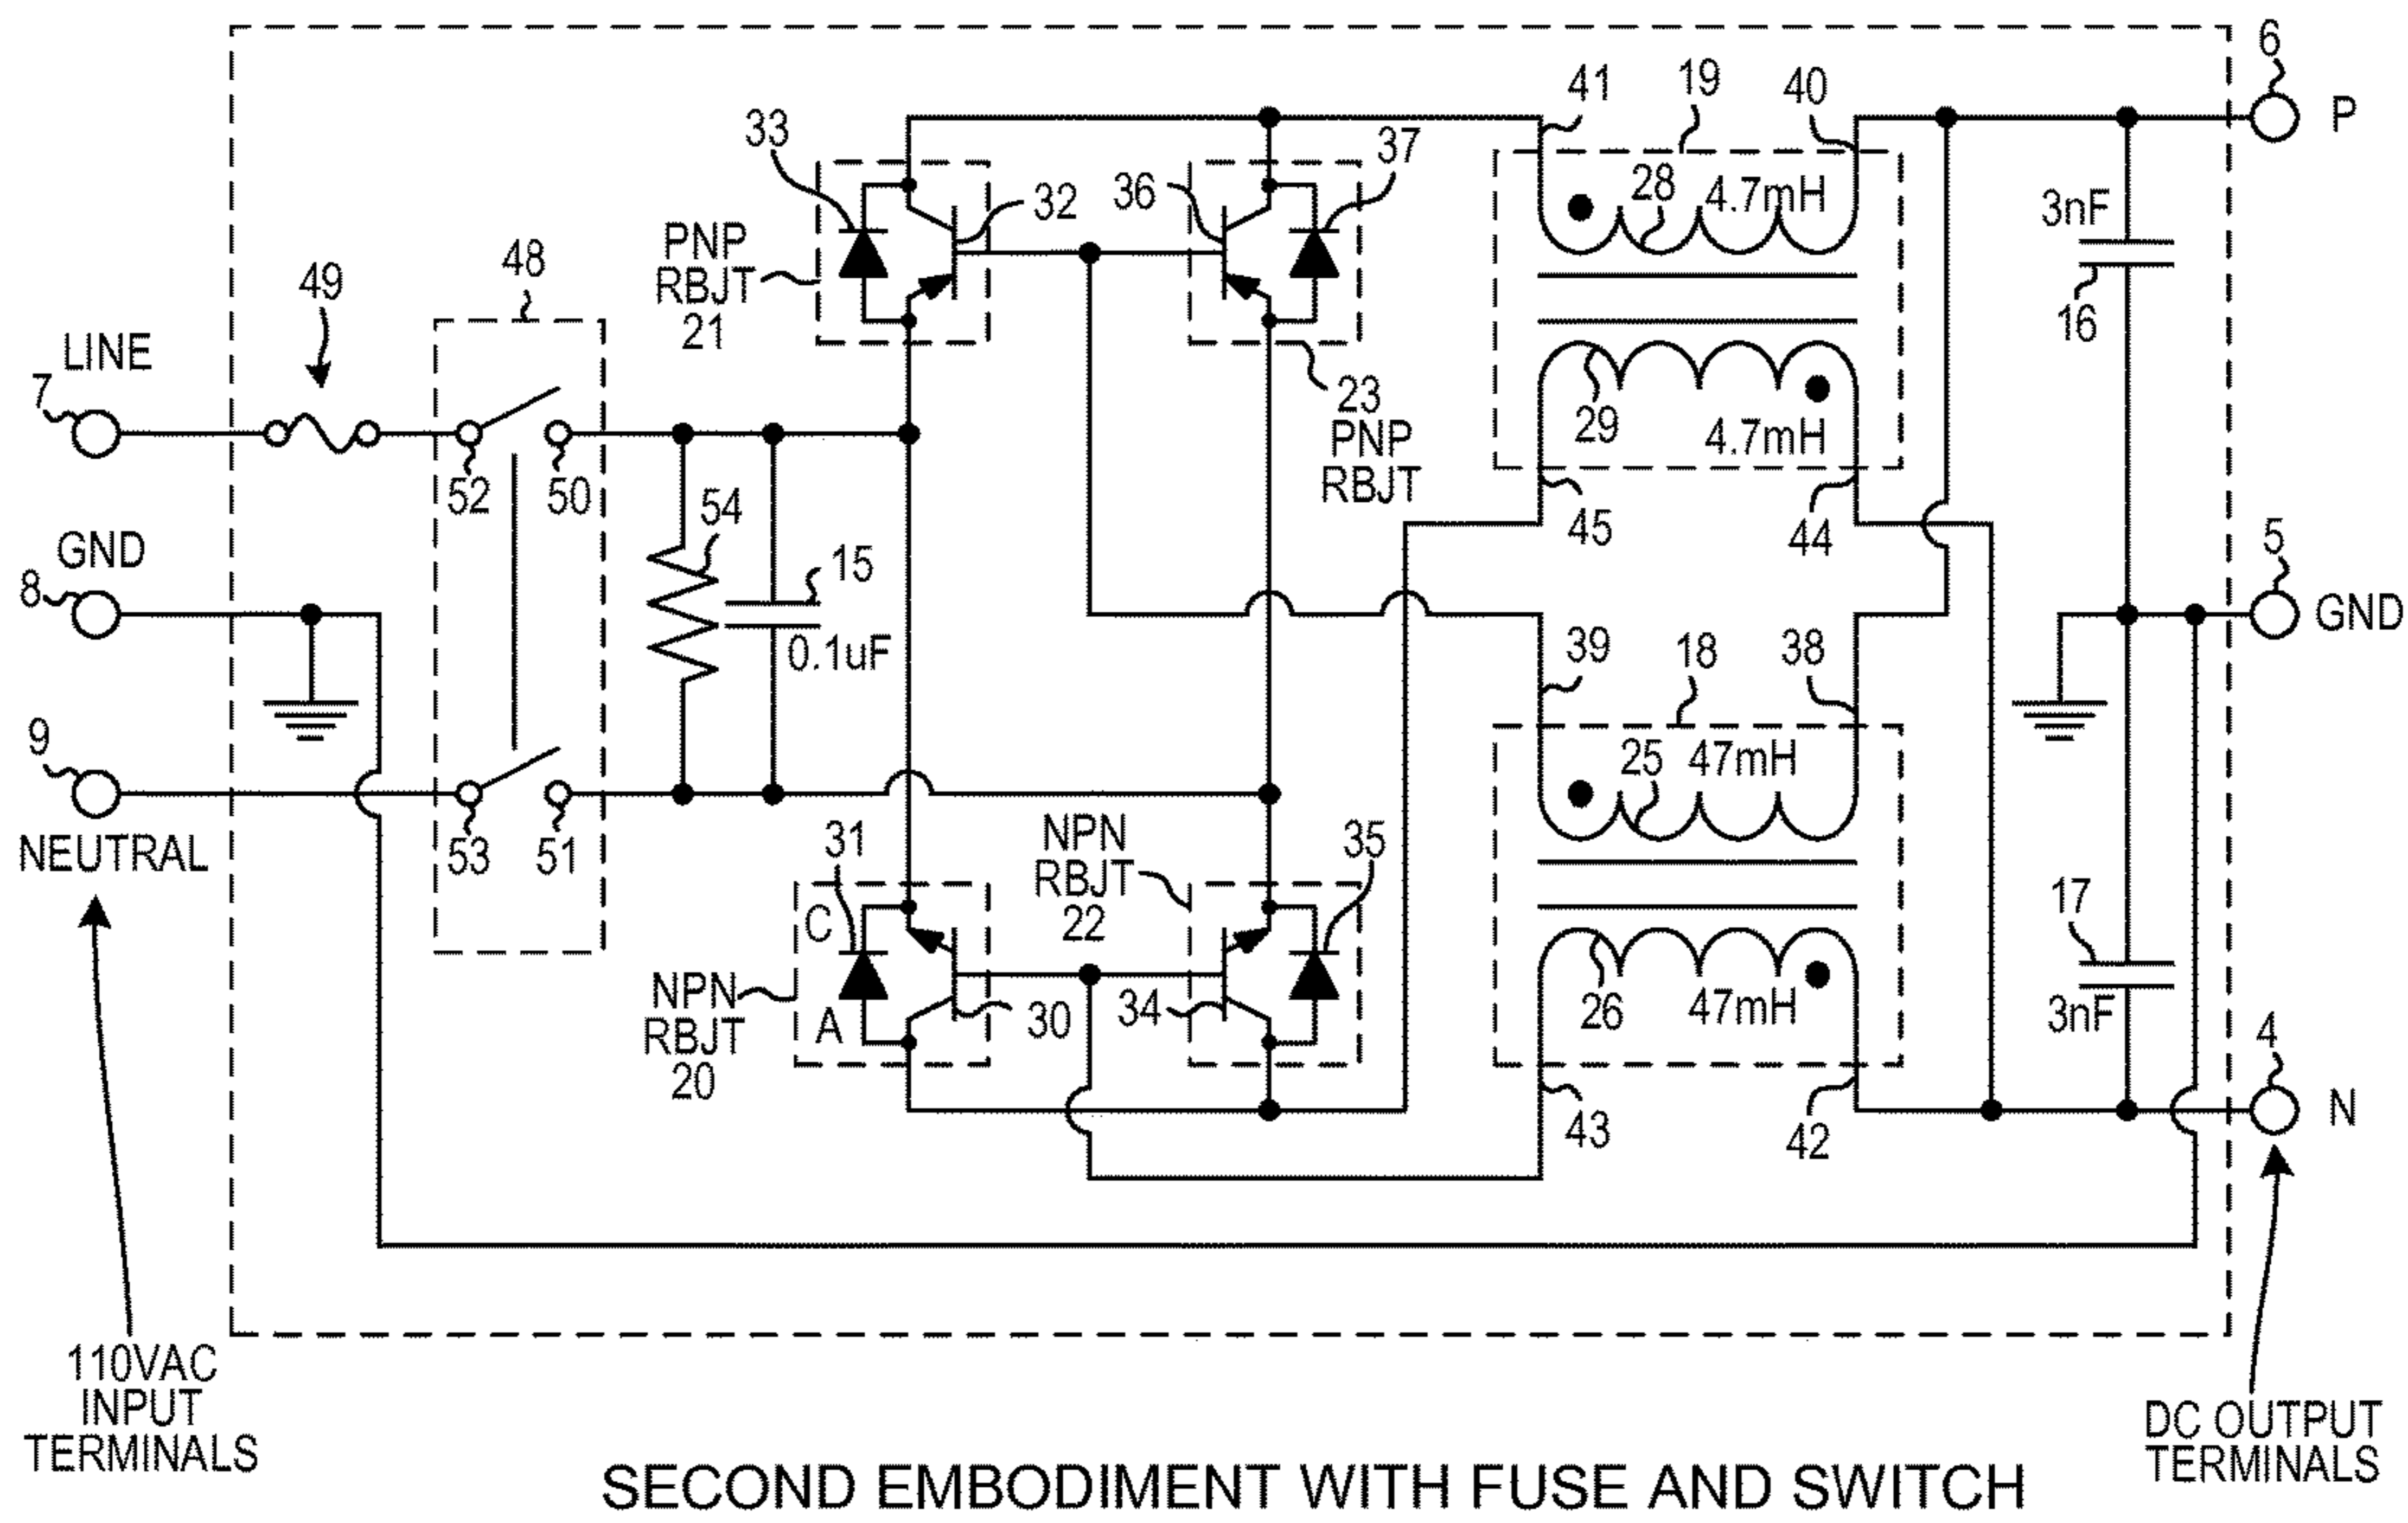 6
P
41
19
40
33
37
28
4.7mH
32
36
3nF
PNP
RBJT
21
48
49
16
LINE
7
23
PNP
RBJT
29
4.7mH
52
50
54
45
44
5
GND
8
15
GND
0.1uF
39
18
38
9
25
47mH
NEUTRAL
53
51
31
NPN
RBJT
22
35
17
C
NPN
RBJT
20
A
30
34
26
47mH
3nF
4
N
43
42
110VAC
INPUT
TERMINALS
DC OUTPUT
TERMINALS
SECOND EMBODIMENT WITH FUSE AND SWITCH